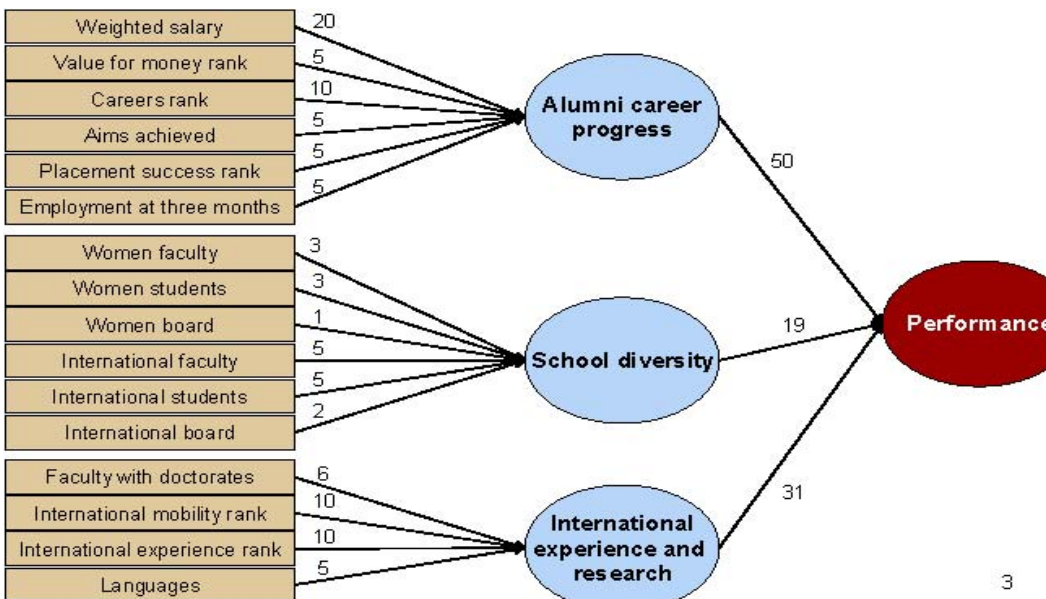 Weighted salary
20
Value for money rank
5
Careers rank
10
Aims achieved
5
Placement success rank
5
Employment at three months
5
Alumni career
progress
50
Women faculty
3
Women students
3
Women board
1
International faculty
5
International students
5
International board
2
School diversity
19
Performance
Faculty with doctorates
6
International mobility rank
10
International experience rank
10
Languages
5
International
experience and
research
31
3